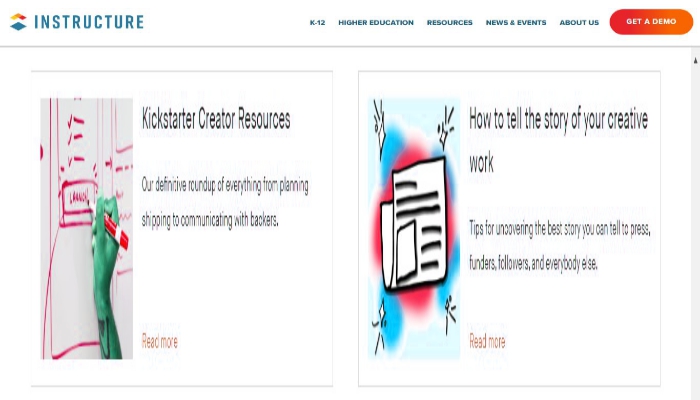 INSTRUCTURE
K-12 HIGHER EDUCATION RESOURCES NEWS & EVENTS ABOUT US GET A DEMO
Kickstarter Creator Resources
Our definitive roundup of everything from planning
shipping to communicating with backers.
Read more
LAUNCH!
How to tell the story of your creative
work
Tips for uncovering the best story you can tell to press,
funders, followers, and everybody else.
Read more